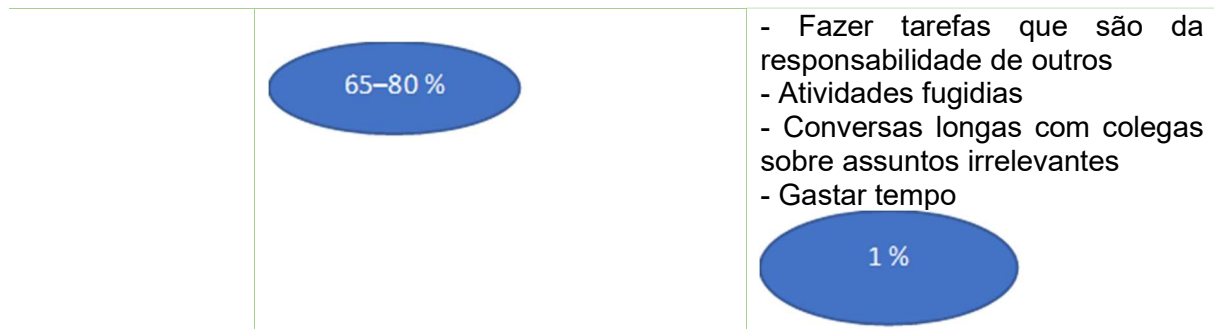 65–80 %
- Fazer tarefas que são da
responsabilidade de outros
- Atividades fugidias
- Conversas longas com colegas
sobre assuntos irrelevantes
- Gastar tempo
1 %